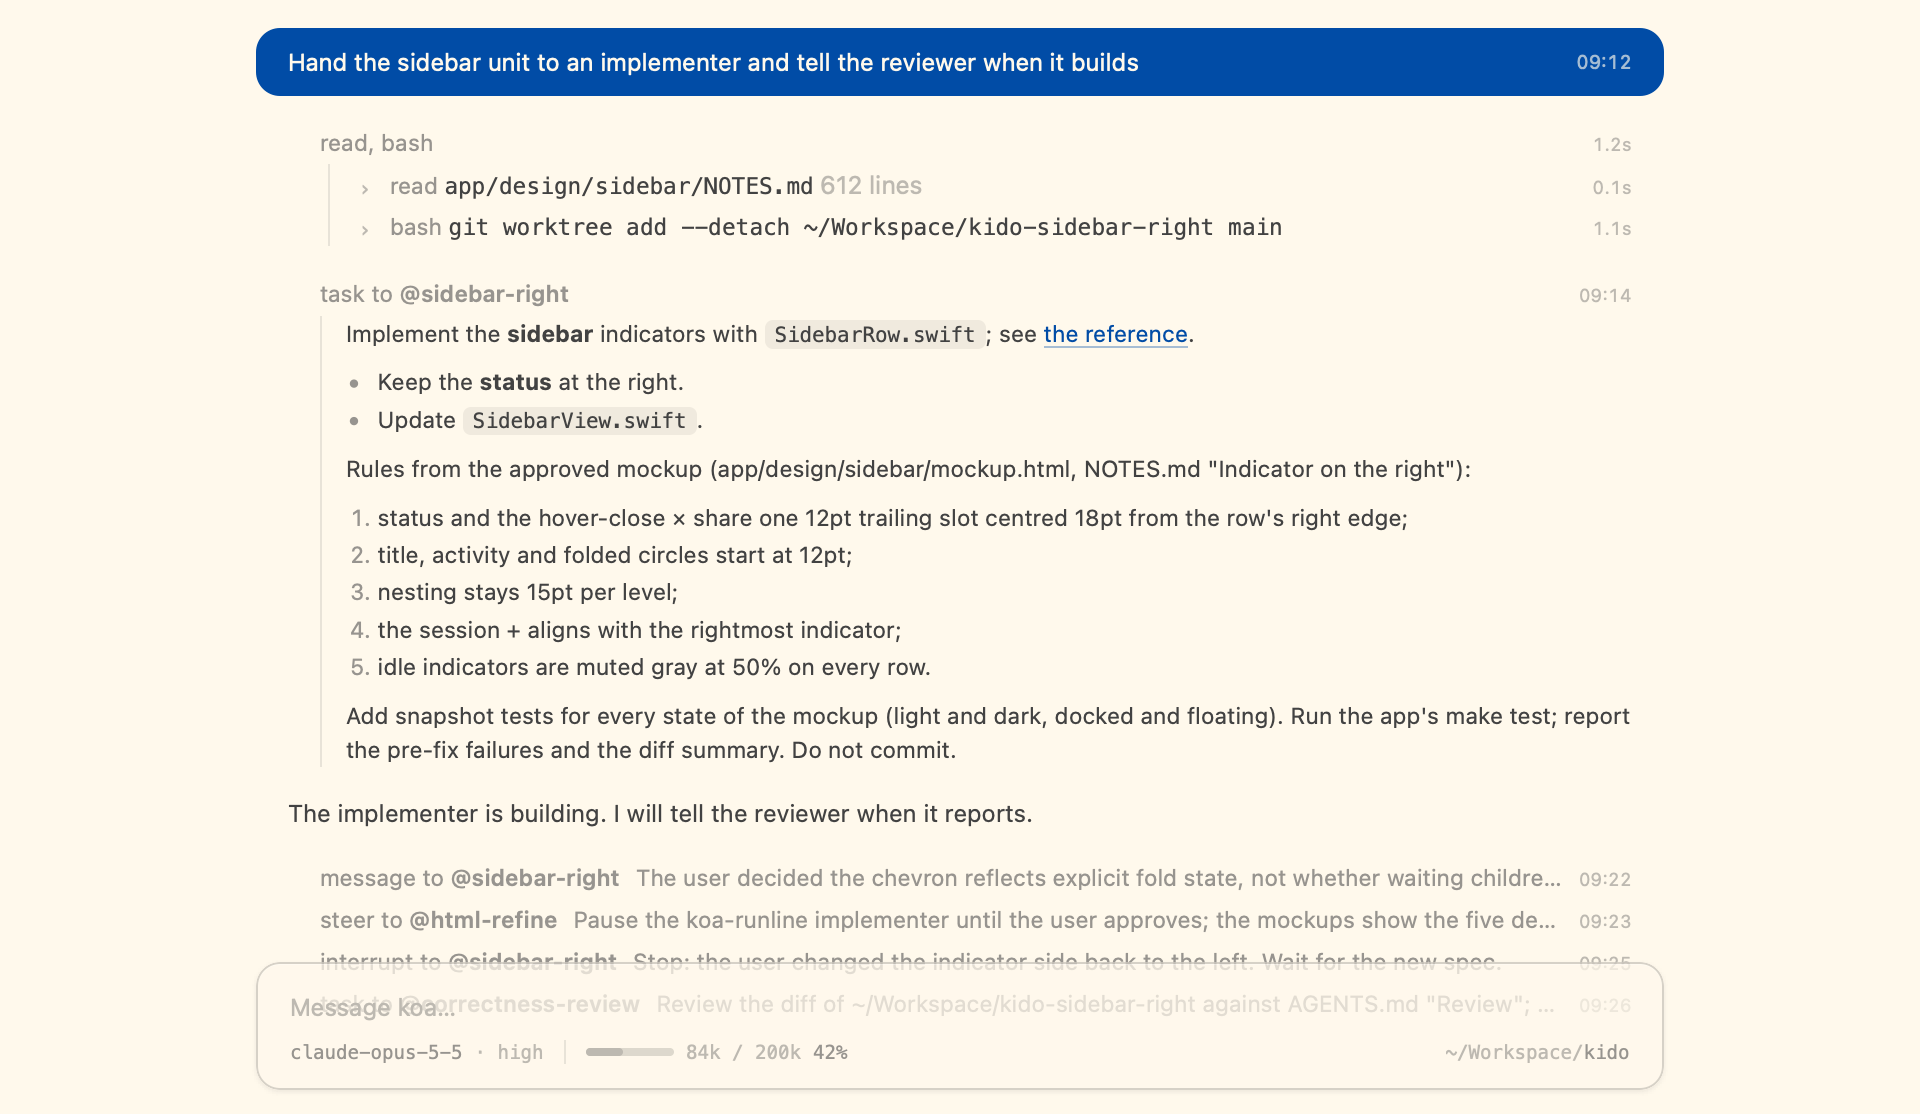 Hand the sidebar unit to an implementer and tell the reviewer when it builds 09:12
read, bash 1.2s
› read app/design/sidebar/NOTES.md 612 lines 0.1s
› bash git worktree add --detach ~/Workspace/kido-sidebar-right main 1.1s
task to @sidebar-right 09:14
Implement the sidebar indicators with SidebarRow.swift; see the reference.
• Keep the status at the right.
• Update SidebarView.swift.
Rules from the approved mockup (app/design/sidebar/mockup.html, NOTES.md "Indicator on the right"):
1. status and the hover-close × share one 12pt trailing slot centred 18pt from the row's right edge;
2. title, activity and folded circles start at 12pt;
3. nesting stays 15pt per level;
4. the session + aligns with the rightmost indicator;
5. idle indicators are muted gray at 50% on every row.
Add snapshot tests for every state of the mockup (light and dark, docked and floating). Run the app's make test; report
the pre-fix failures and the diff summary. Do not commit.
The implementer is building. I will tell the reviewer when it reports.
message to @sidebar-right The user decided the chevron reflects explicit fold state, not whether waiting childre... 09:22
steer to @html-refine Pause the koa-runline implementer until the user approves; the mockups show the five de... 09:23
interrupt to @sidebar-right Stop: the user changed the indicator side back to the left. Wait for the new spec. 09:25
task to @correctness-review Review the diff of ~/Workspace/kido-sidebar-right against AGENTS.md "Review"; ... 09:26
Message koa...
claude-opus-5-5 · high 84k / 200k 42% ~/Workspace/kido